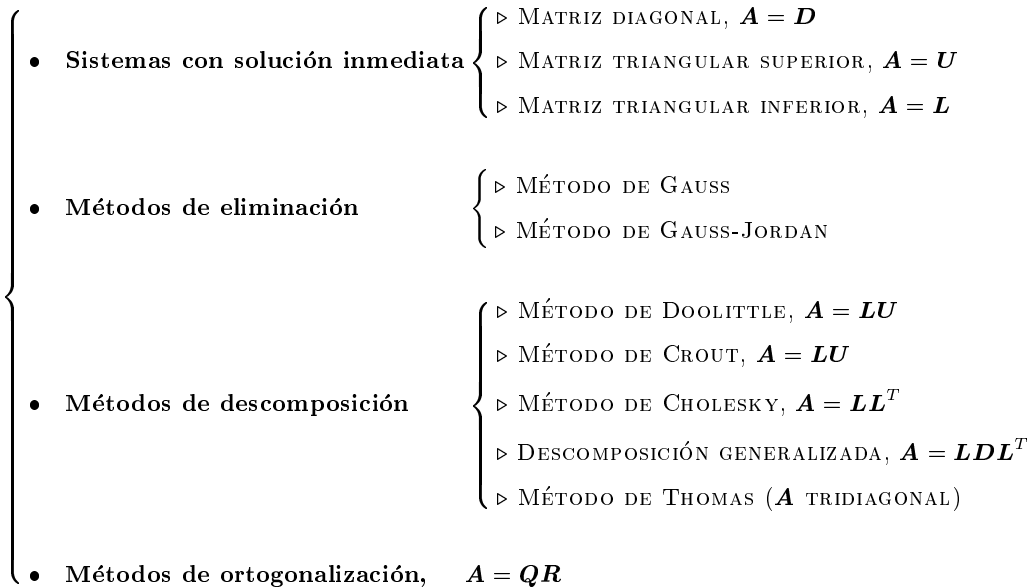 • Sistemas con solución inmediata
▹ Matriz diagonal, A = D
▹ Matriz triangular superior, A = U
▹ Matriz triangular inferior, A = L
• Métodos de eliminación
▹ Método de Gauss
▹ Método de Gauss-Jordan
• Métodos de descomposición
▹ Método de Doolittle, A = LU
▹ Método de Crout, A = LU
▹ Método de Cholesky, A = LL^T
▹ Descomposición generalizada, A = LDL^T
▹ Método de Thomas (A tridiagonal)
• Métodos de ortogonalización, A = QR